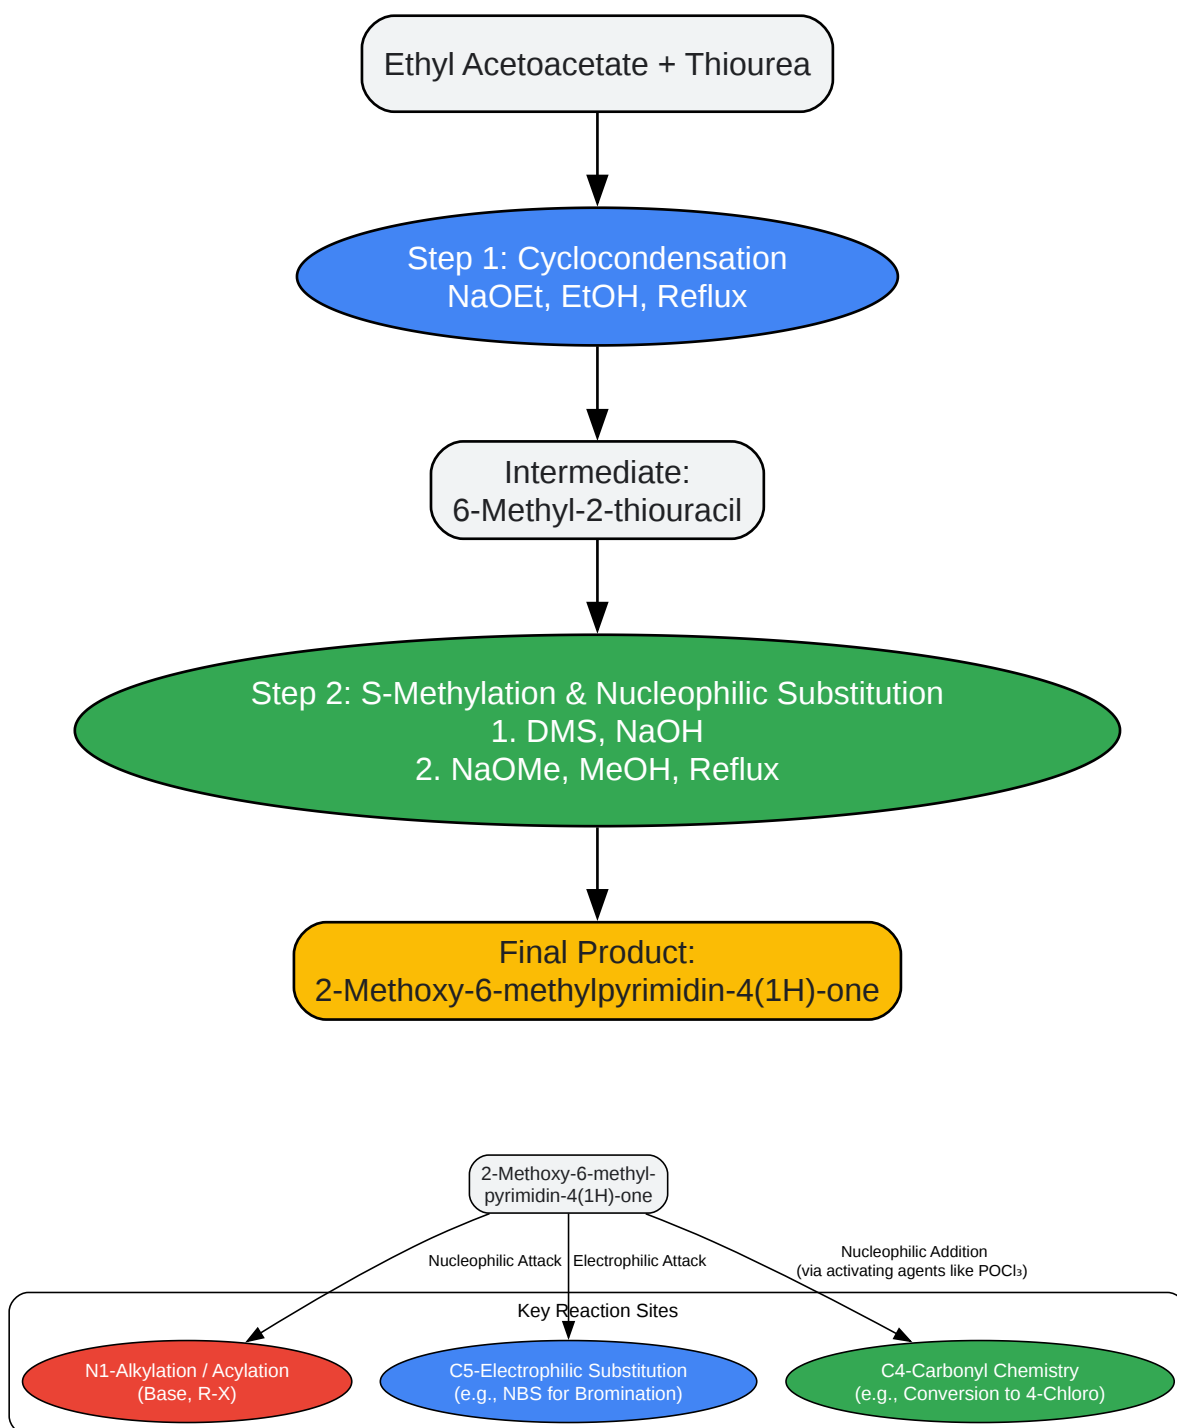 Ethyl Acetoacetate + Thiourea
Step 1: Cyclocondensation
NaOEt, EtOH, Reflux
Intermediate:
6-Methyl-2-thiouracil
Step 2: S-Methylation & Nucleophilic Substitution
1. DMS, NaOH
2. NaOMe, MeOH, Reflux
Final Product:
2-Methoxy-6-methylpyrimidin-4(1H)-one
2-Methoxy-6-methyl-
pyrimidin-4(1H)-one
Nucleophilic Attack
Electrophilic Attack
Nucleophilic Addition
(via activating agents like POCl₃)
Key Reaction Sites
N1-Alkylation / Acylation
(Base, R-X)
C5-Electrophilic Substitution
(e.g., NBS for Bromination)
C4-Carbonyl Chemistry
(e.g., Conversion to 4-Chloro)